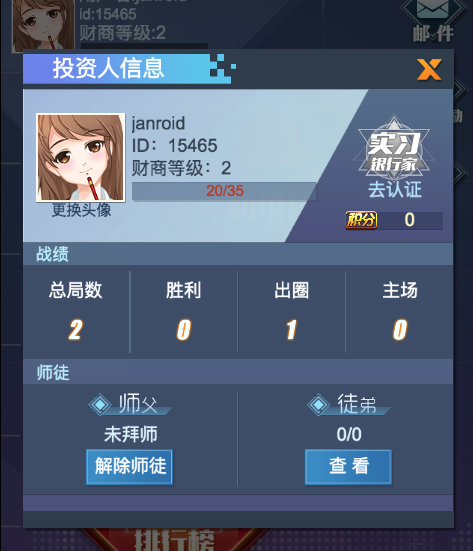 id:15465
财商等级:2
邮 件
投资人信息
janroid
ID：15465
财商等级：2
20/35
更换头像
实习
银行家
去认证
积分 0
战绩
总局数 胜利 出圈 主场
2 0 1 0
师徒
师父 徒弟
未拜师 0/0
解除师徒 查 看
排行榜